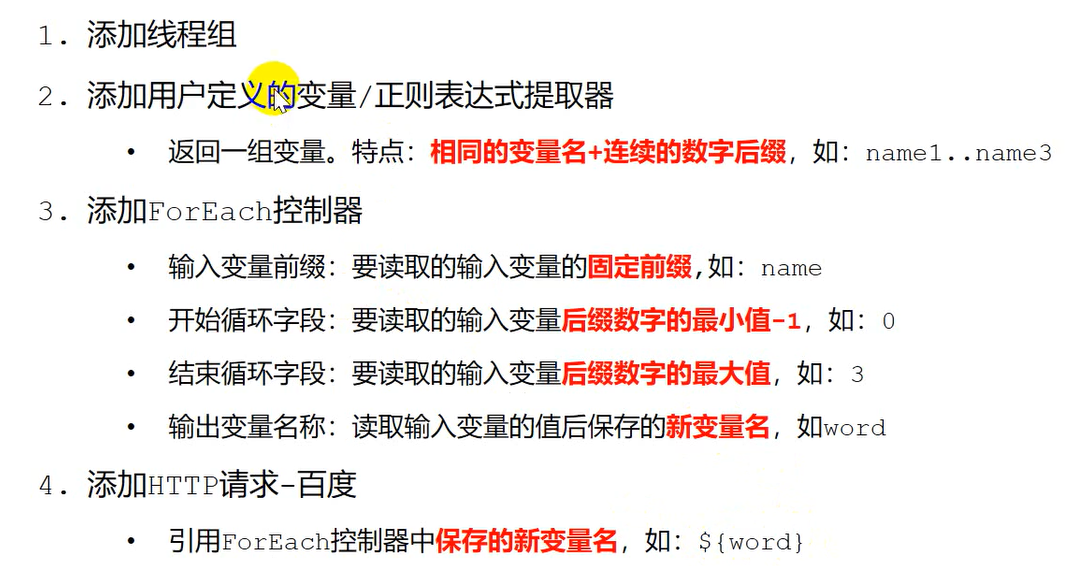 1. 添加线程组
2. 添加用户定义的变量/正则表达式提取器
• 返回一组变量。特点：相同的变量名+连续的数字后缀，如：name1..name3
3. 添加ForEach控制器
• 输入变量前缀：要读取的输入变量的固定前缀,如：name
• 开始循环字段：要读取的输入变量后缀数字的最小值-1，如：0
• 结束循环字段：要读取的输入变量后缀数字的最大值，如：3
• 输出变量名称：读取输入变量的值后保存的新变量名，如word
4. 添加HTTP请求-百度
• 引用ForEach控制器中保存的新变量名，如：${word}